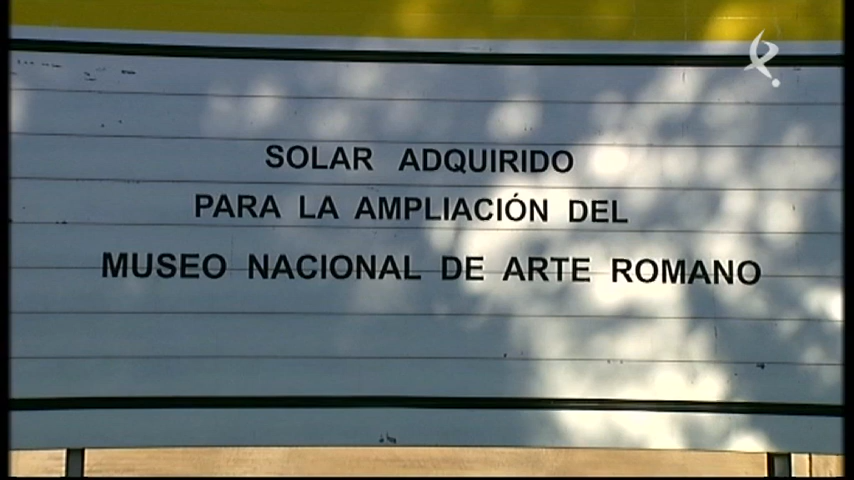 SOLAR ADQUIRIDO
PARA LA AMPLIACIÓN DEL
MUSEO NACIONAL DE ARTE ROMANO